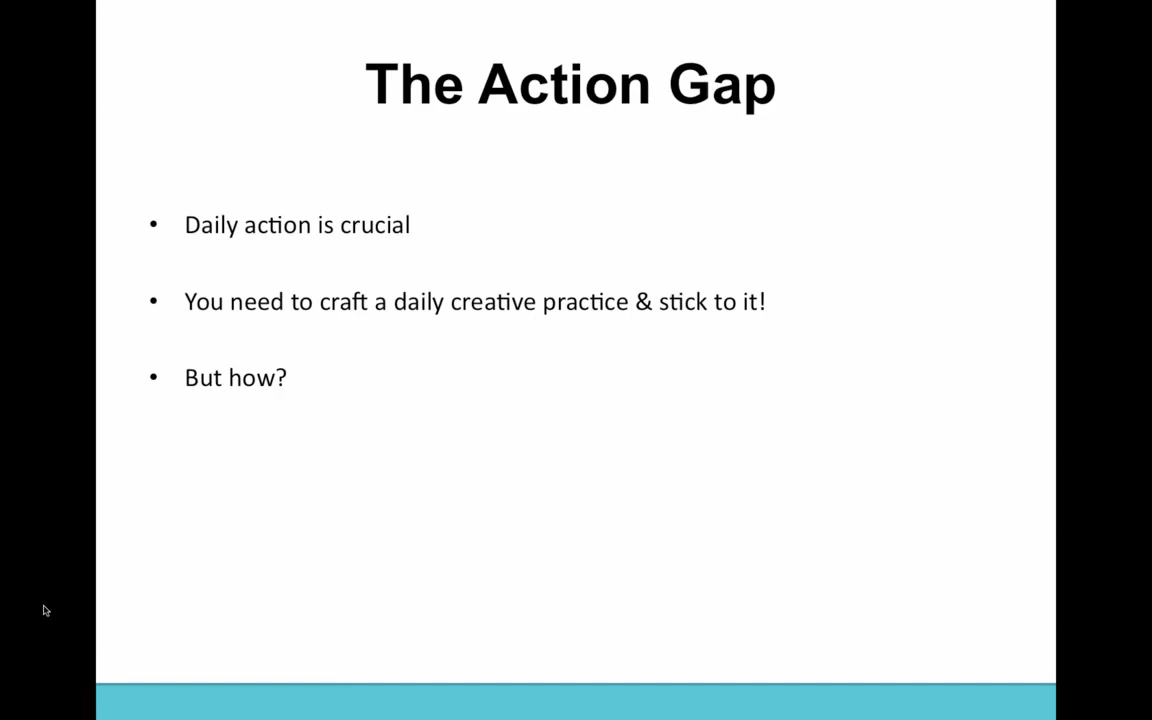 The Action Gap
• Daily action is crucial
• You need to craft a daily creative practice & stick to it!
• But how?